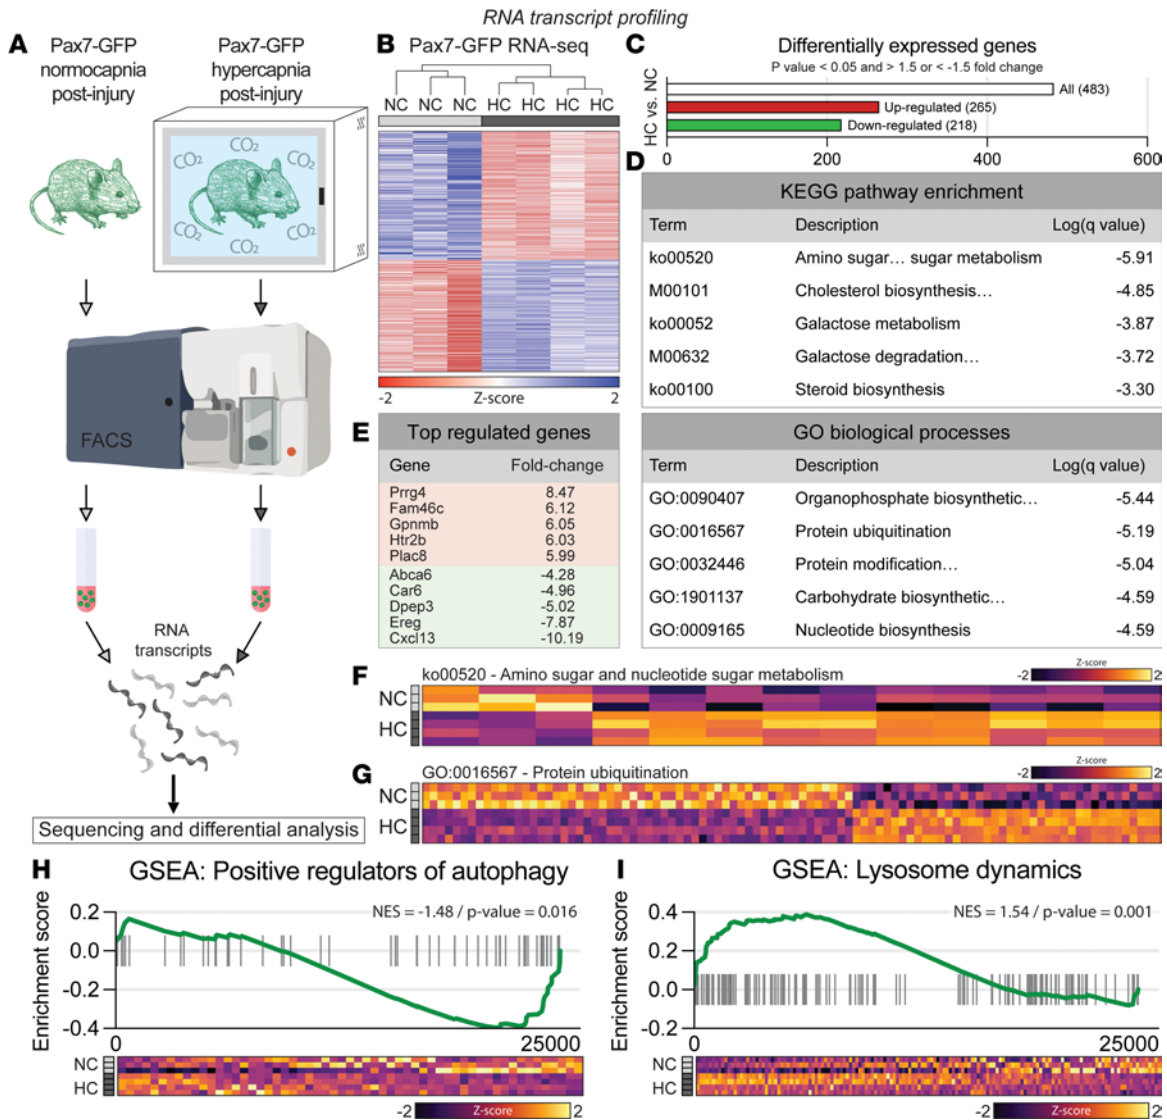 RNA transcript profiling
A
Pax7-GFP
normocapnia
post-injury
Pax7-GFP
hypercapnia
post-injury
CO2 CO2 CO2
CO2 CO2 CO2
FACS
RNA
transcripts
Sequencing and differential analysis
B
Pax7-GFP RNA-seq
NC NC NC HC HC HC HC
-2 Z-score 2
C
Differentially expressed genes
P value < 0.05 and > 1.5 or < -1.5 fold change
HC vs. NC
All (483)
Up-regulated (265)
Down-regulated (218)
0 200 400 600
D
KEGG pathway enrichment
Term Description Log(q value)
ko00520 Amino sugar... sugar metabolism -5.91
M00101 Cholesterol biosynthesis... -4.85
ko00052 Galactose metabolism -3.87
M00632 Galactose degradation... -3.72
ko00100 Steroid biosynthesis -3.30
GO biological processes
Term Description Log(q value)
GO:0090407 Organophosphate biosynthetic... -5.44
GO:0016567 Protein ubiquitination -5.19
GO:0032446 Protein modification... -5.04
GO:1901137 Carbohydrate biosynthetic... -4.59
GO:0009165 Nucleotide biosynthesis -4.59
E
Top regulated genes
Gene Fold-change
Prrg4 8.47
Fam46c 6.12
Gpnmb 6.05
Htr2b 6.03
Plac8 5.99
Abca6 -4.28
Car6 -4.96
Dpep3 -5.02
Ereg -7.87
Cxcl13 -10.19
F
ko00520 - Amino sugar and nucleotide sugar metabolism
Z-score
-2 2
NC
HC
G
GO:0016567 - Protein ubiquitination
Z-score
-2 2
NC
HC
H
GSEA: Positive regulators of autophagy
NES = -1.48 / p-value = 0.016
Enrichment score
0.2
0.0
-0.2
-0.4
0 25000
NC
HC
-2 Z-score 2
I
GSEA: Lysosome dynamics
NES = 1.54 / p-value = 0.001
Enrichment score
0.4
0.2
0.0
-0.2
0 25000
NC
HC
-2 Z-score 2